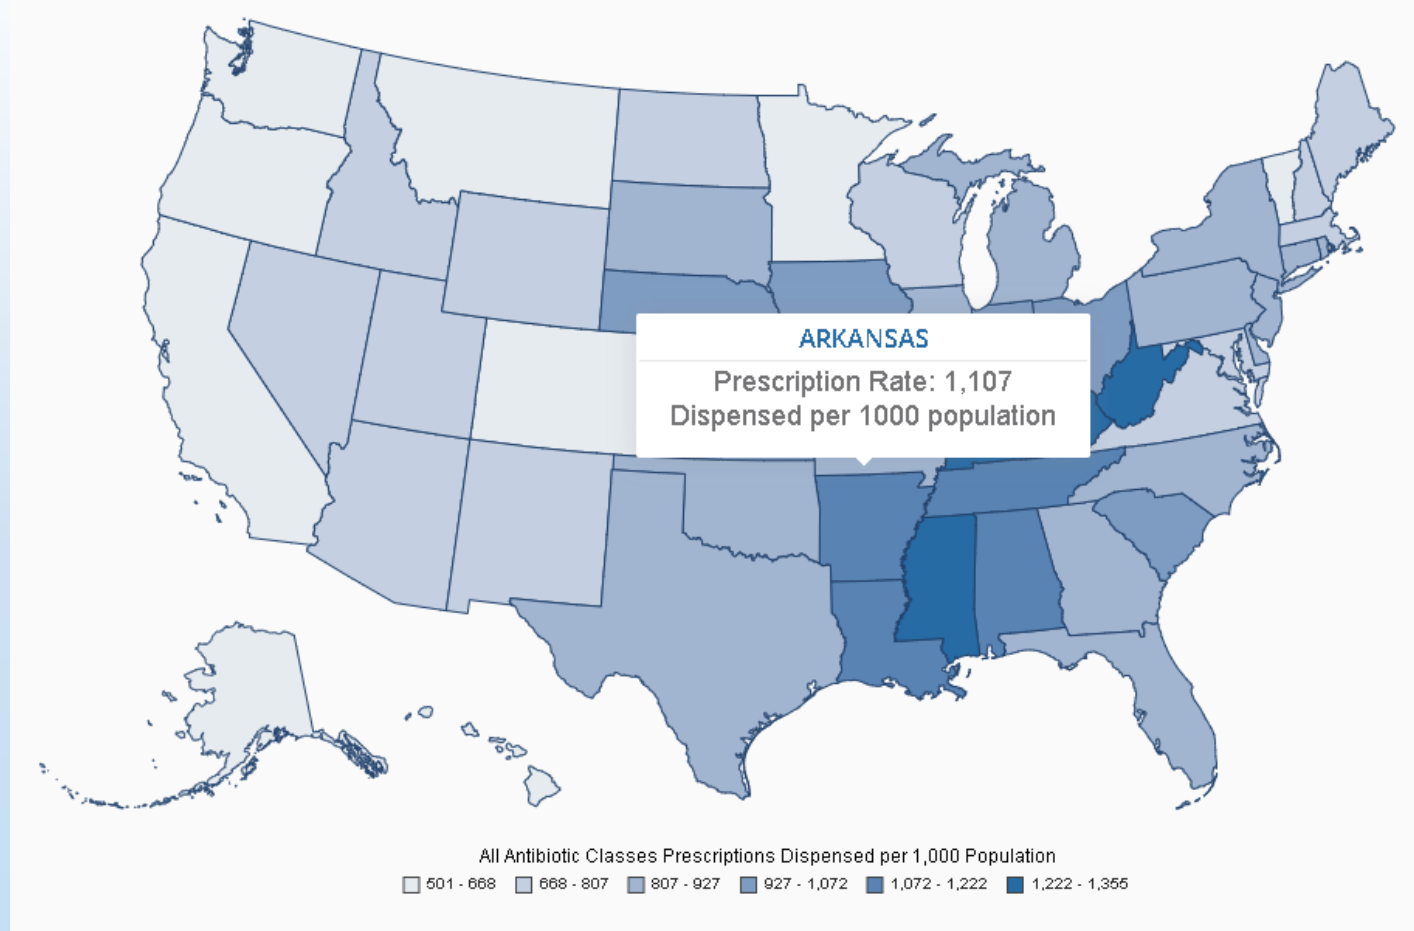 ARKANSAS
Prescription Rate: 1,107
Dispensed per 1000 population
All Antibiotic Classes Prescriptions Dispensed per 1,000 Population
501 - 668 668 - 807 807 - 927 927 - 1,072 1,072 - 1,222 1,222 - 1,355